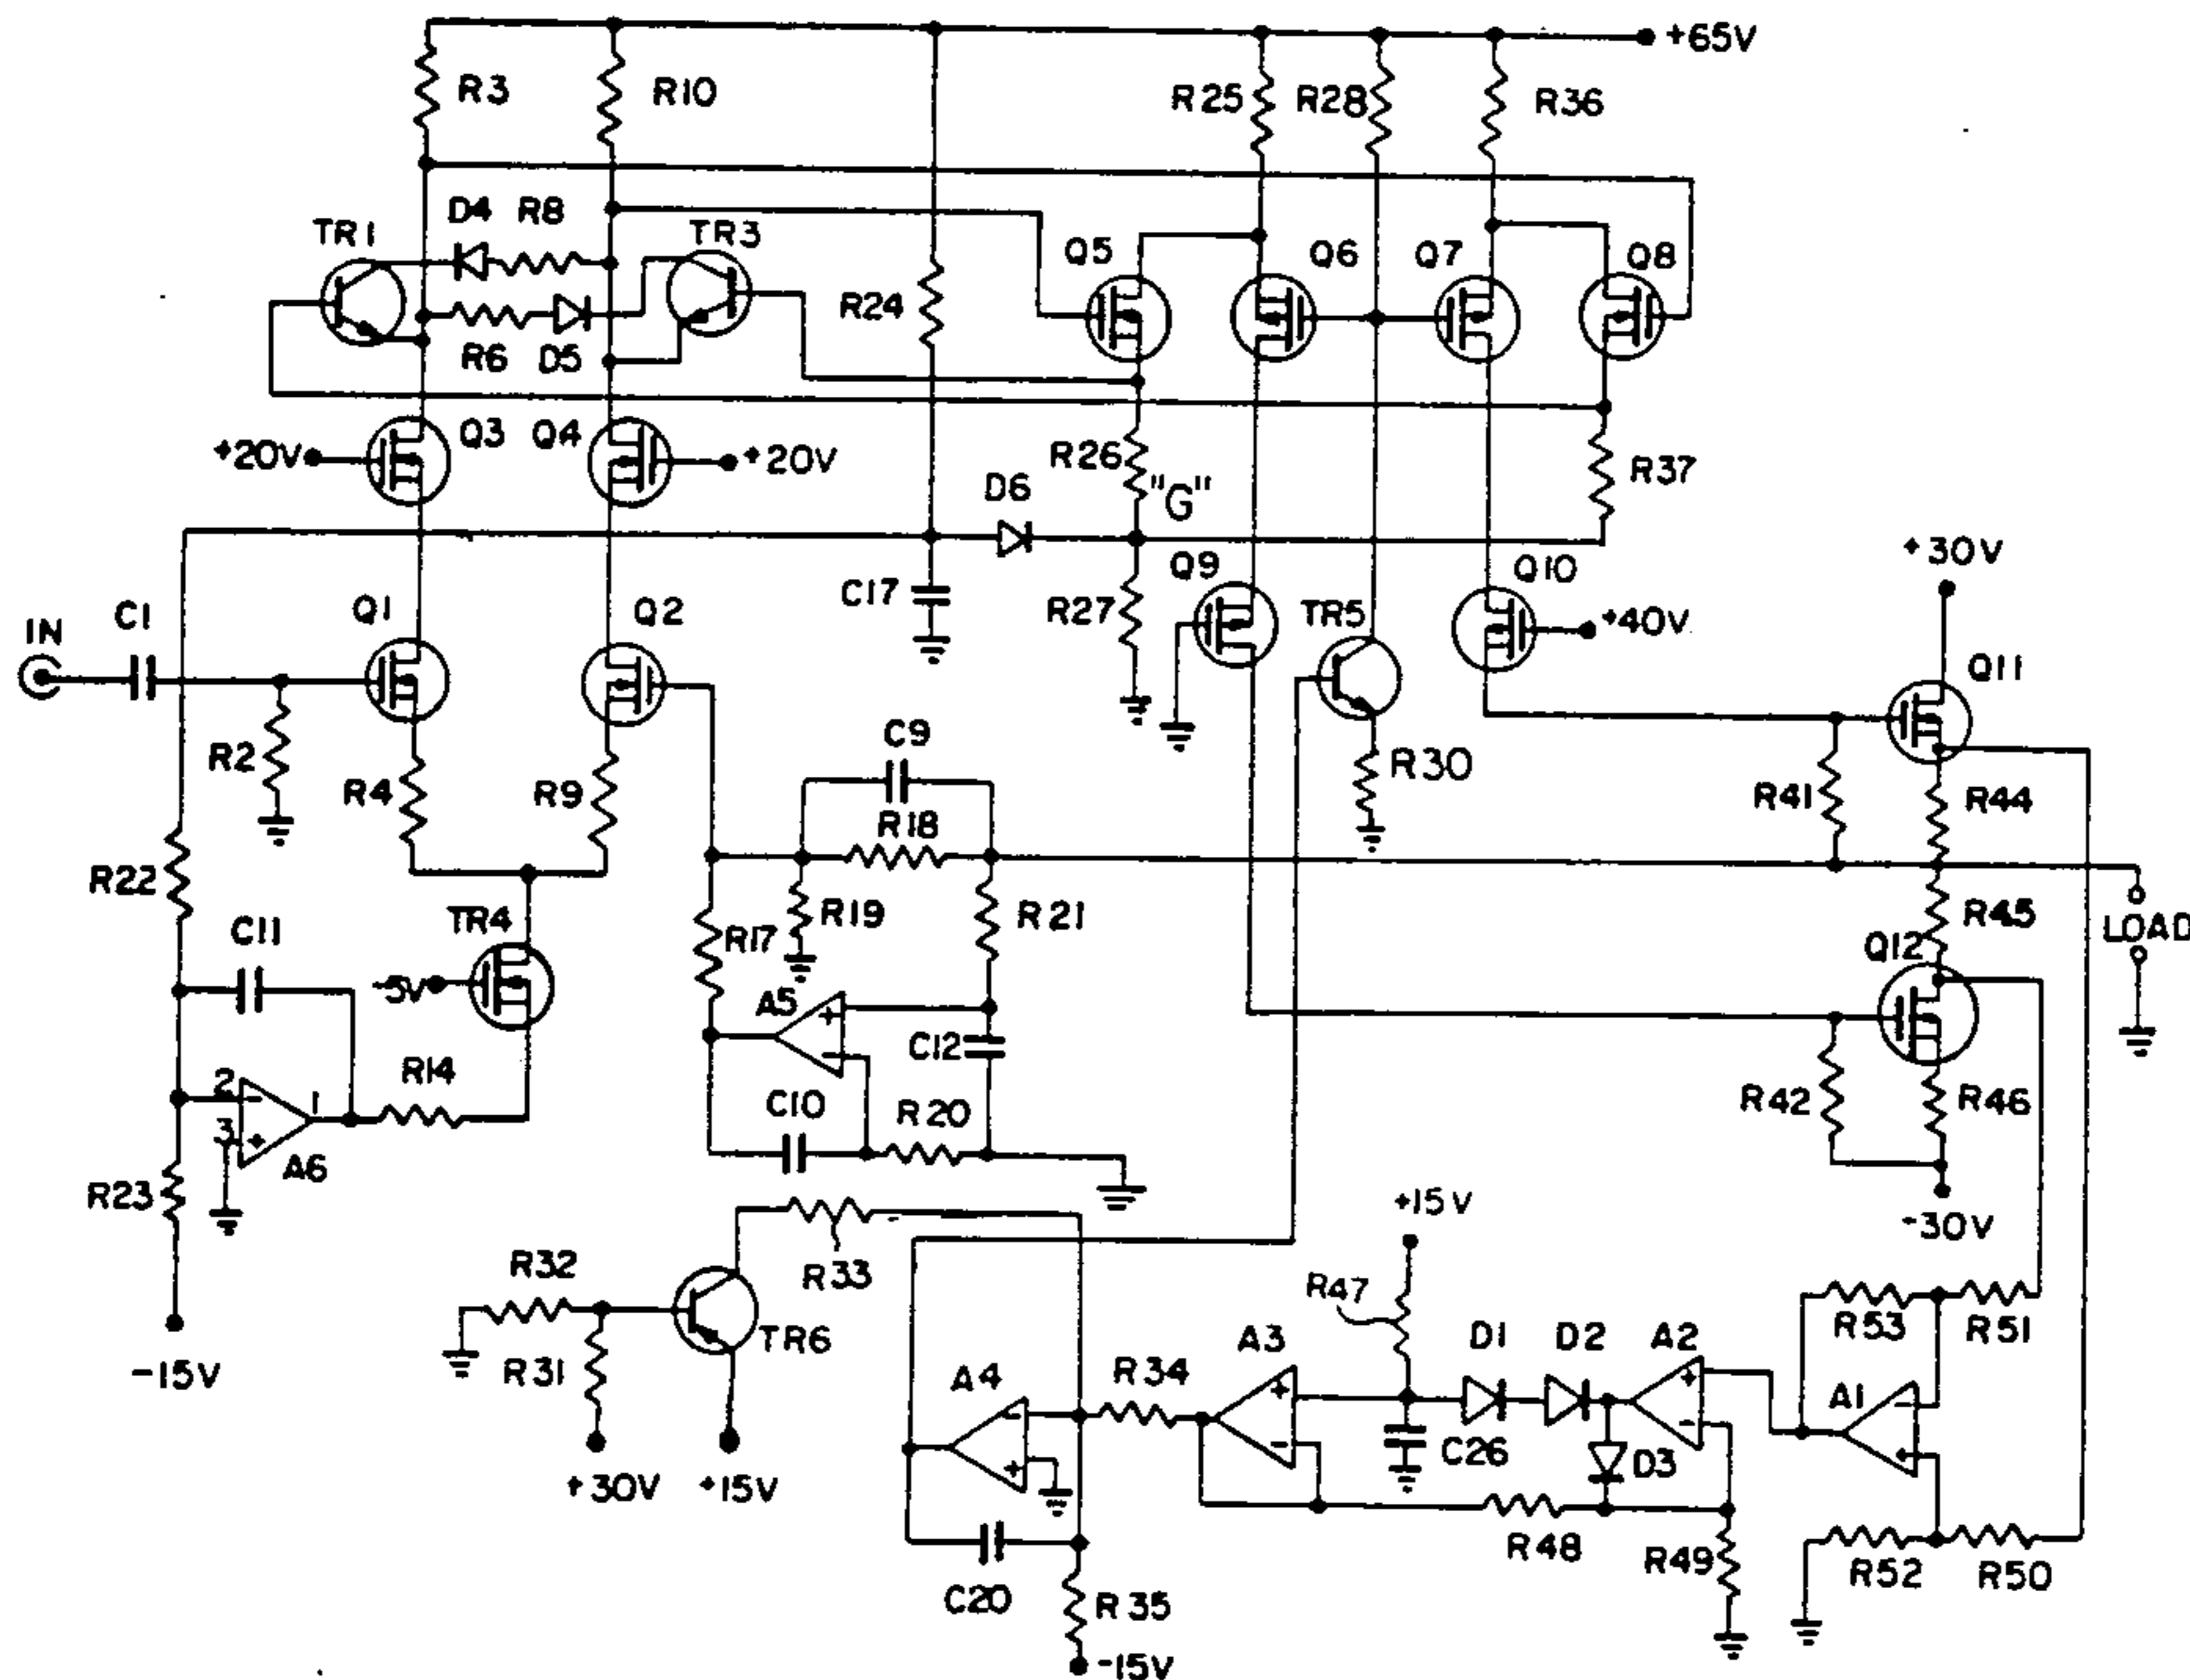 +65V
R3
R10
R25
R28
R36
TR1
D4
R8
TR3
Q5
Q6
Q7
Q8
R6
D5
R24
+20V
Q3
Q4
+20V
R26
"G"
R37
D6
Q9
Q10
+30V
IN
C1
Q1
Q2
C17
R27
TR5
+40V
Q11
R2
R4
R9
C9
R18
R30
R41
R44
R22
TR4
R17
R19
R21
R45
LOAD
C11
-5V
A5
+
-
C12
Q12
R14
2
-
1
3
+
A6
C10
R20
R42
R46
R23
-15V
-30V
R32
R33
+15V
R47
R31
TR6
+30V
+15V
A4
-
+
R34
A3
+
-
D1
D2
A2
+
-
R53
R51
A1
-
+
C26
D3
C20
R35
-15V
R48
R49
R52
R50